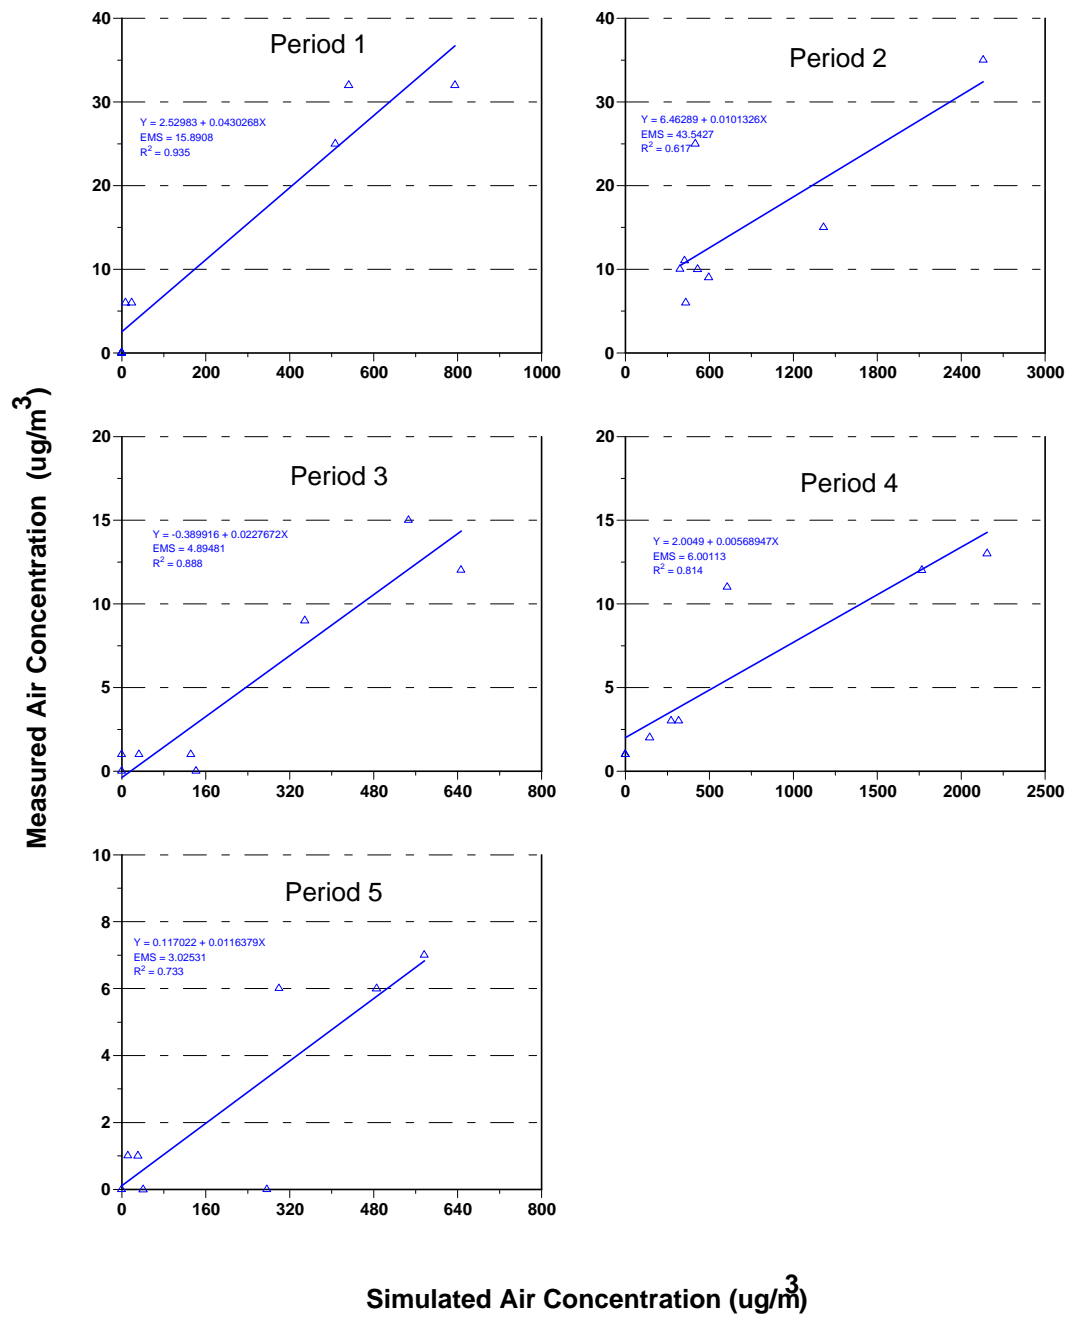 Measured Air Concentration (ug/m³)
Period 1
Y = 2.52983 + 0.0430268X
EMS = 15.8908
R² = 0.935
40
30
20
10
0
0 200 400 600 800 1000
Period 2
Y = 6.46289 + 0.0101326X
EMS = 43.5427
R² = 0.617
40
30
20
10
0
0 600 1200 1800 2400 3000
Period 3
Y = -0.389916 + 0.0227672X
EMS = 4.89481
R² = 0.888
20
15
10
5
0
0 160 320 480 640 800
Period 4
Y = 2.0049 + 0.00568947X
EMS = 6.00113
R² = 0.814
20
15
10
5
0
0 500 1000 1500 2000 2500
Period 5
Y = 0.117022 + 0.0116379X
EMS = 3.02531
R² = 0.733
10
8
6
4
2
0
0 160 320 480 640 800
Simulated Air Concentration (ug/m³)